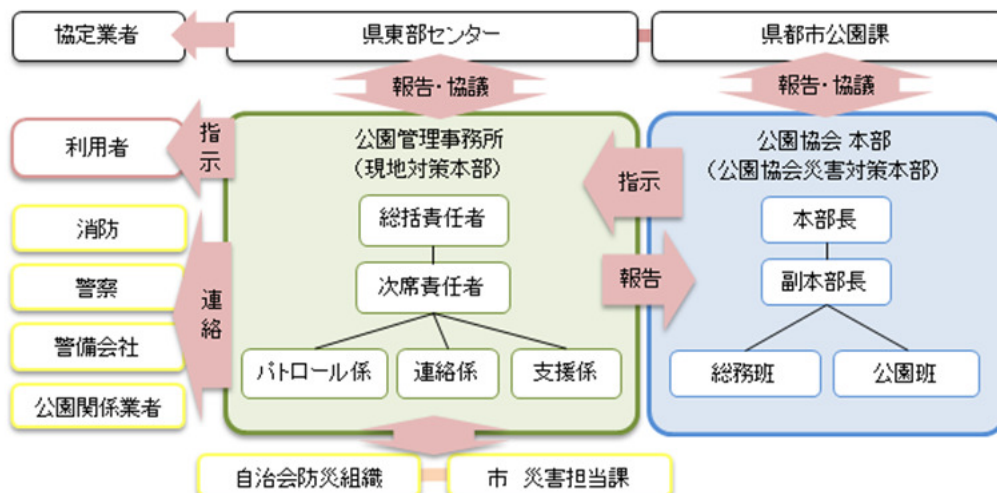 協定業者
県東部センター
県都市公園課
報告・協議
報告・協議
利用者
指示
公園管理事務所
（現地対策本部）
公園協会 本部
（公園協会災害対策本部）
指示
総括責任者
本部長
消防
警察
警備会社
公園関係業者
連絡
次席責任者
報告
副本部長
パトロール係
連絡係
支援係
総務班
公園班
自治会防災組織
市 災害担当課